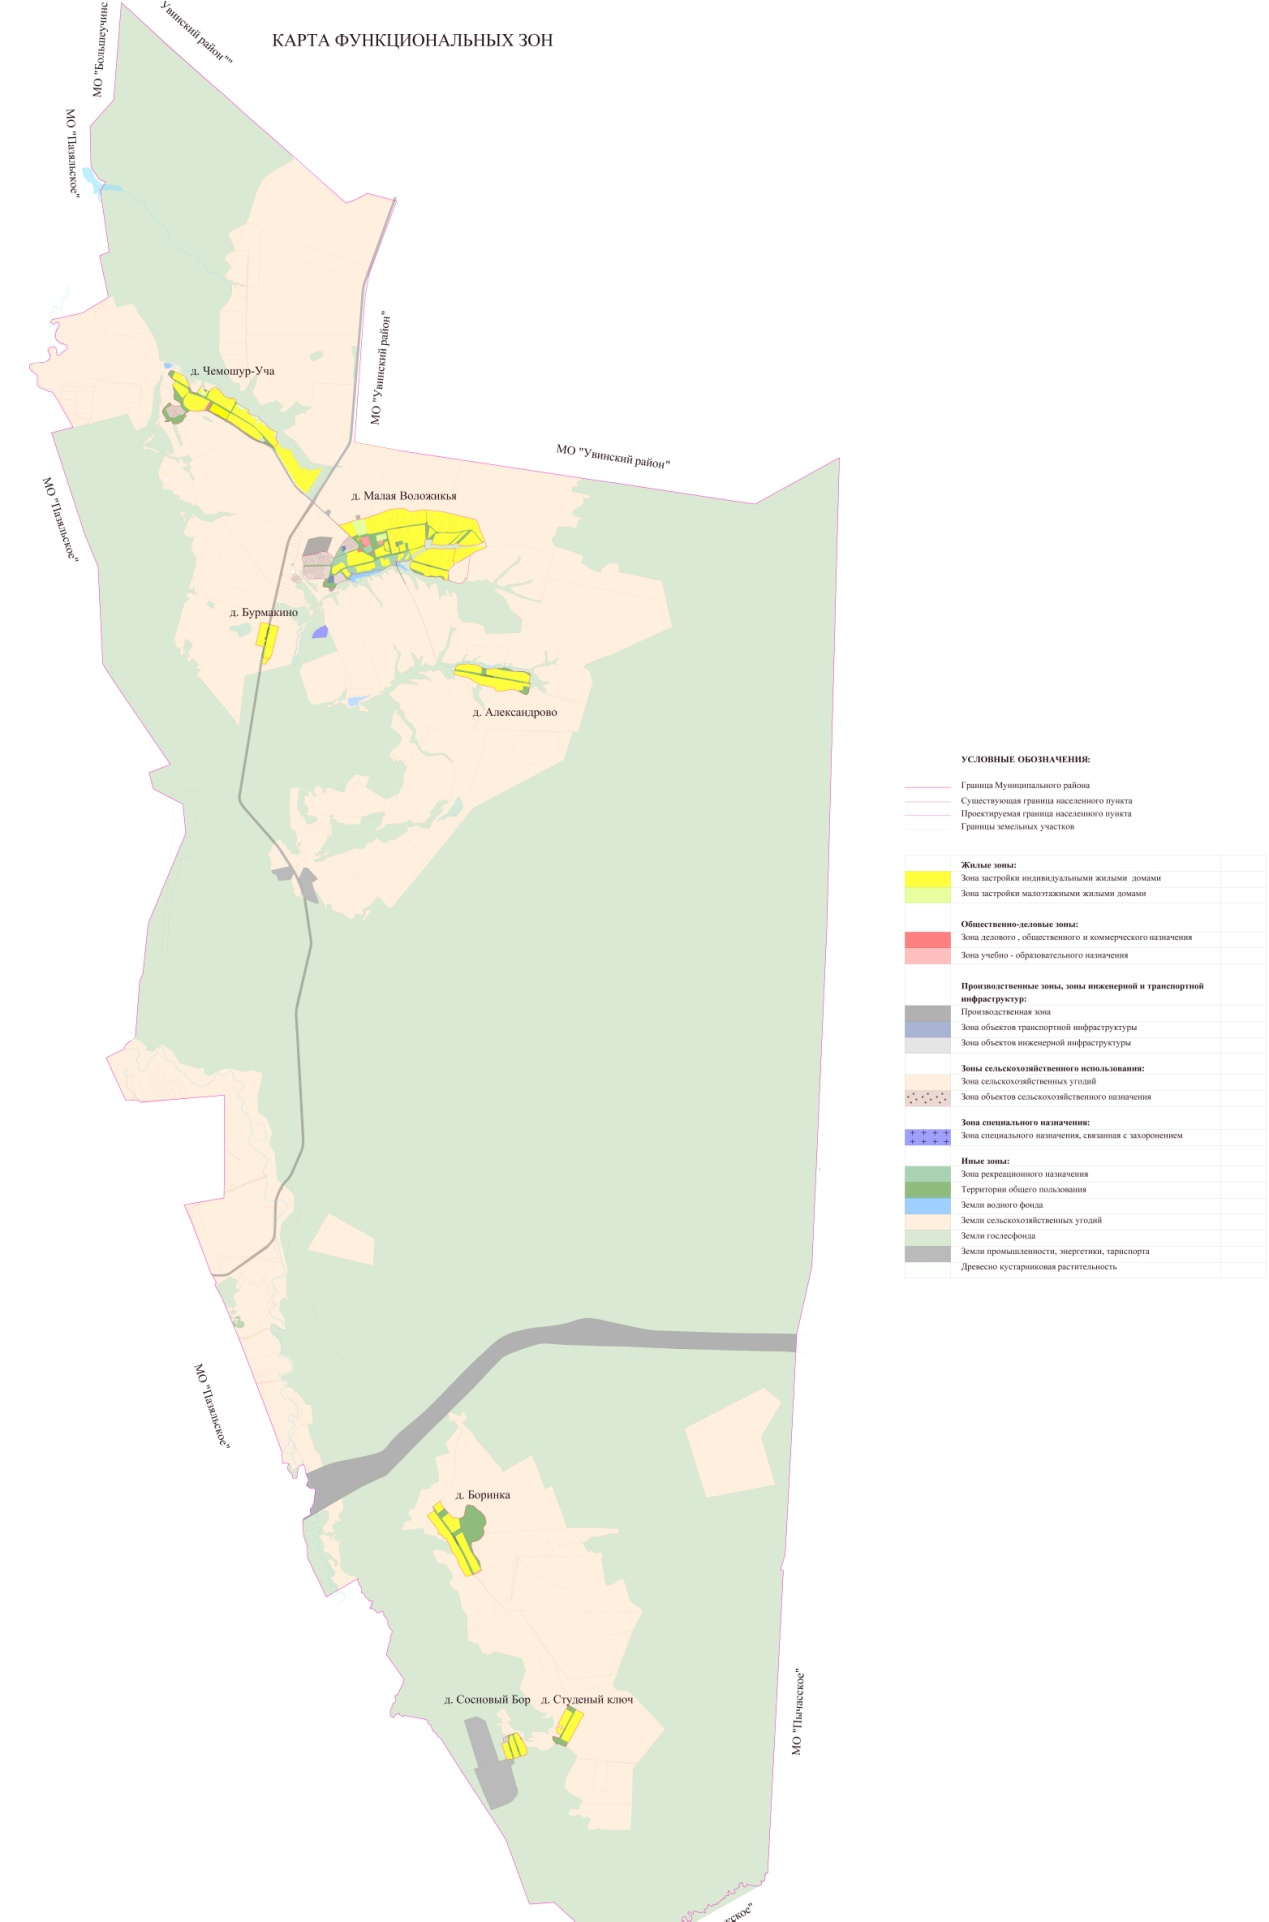 КАРТА ФУНКЦИОНАЛЬНЫХ ЗОН
МО "Большеучинс
Увинский район""
МО "Пазяльское"
МО "Увинский район"
д. Чемошур-Уча
МО "Увинский район"
МО "Пазяльское"
д. Малая Воложикья
д. Бурмакино
д. Александрово
УСЛОВНЫЕ ОБОЗНАЧЕНИЯ:
Граница Муниципального района
Существующая граница населенного пункта
Проектируемая граница населенного пункта
Границы земельных участков
Жилые зоны:
Зона застройки индивидуальными жилыми домами
Зона застройки малоэтажными жилыми домами
Общественно-деловые зоны:
Зона делового , общественного и коммерческого назначения
Зона учебно - образовательного назначения
Производственные зоны, зоны инженерной и транспортной
инфраструктур:
Производственная зона
Зона объектов транспортной инфраструктуры
Зона объектов инженерной инфраструктуры
Зоны сельскохозяйственного использования:
Зона сельскохозяйственных угодий
Зона объектов сельскохозяйственного назначения
Зона специального назначения:
Зона специального назначения, связанная с захоронением
Иные зоны:
Зона рекреационного назначения
Территории общего пользования
Земли водного фонда
Земли сельскохозяйственных угодий
Земли гослесфонда
Земли промышленности, энергетики, тарнспорта
Древесно кустарниковая растительность
МО "Пазяльское"
д. Боринка
д. Сосновый Бор
д. Студеный ключ
МО "Пычасское"